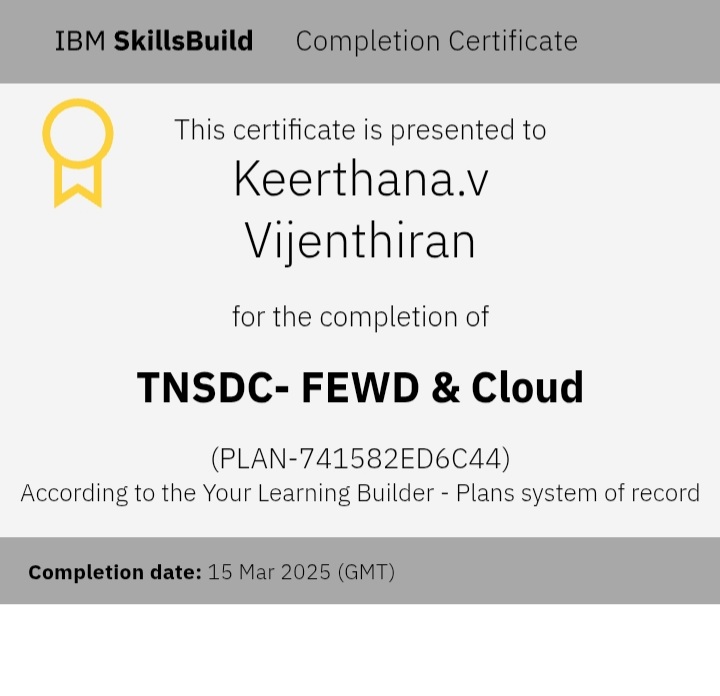 IBM SkillsBuild Completion Certificate
This certificate is presented to
Keerthana.v
Vijenthiran
for the completion of
TNSDC- FEWD & Cloud
(PLAN-741582ED6C44)
According to the Your Learning Builder - Plans system of record
Completion date: 15 Mar 2025 (GMT)